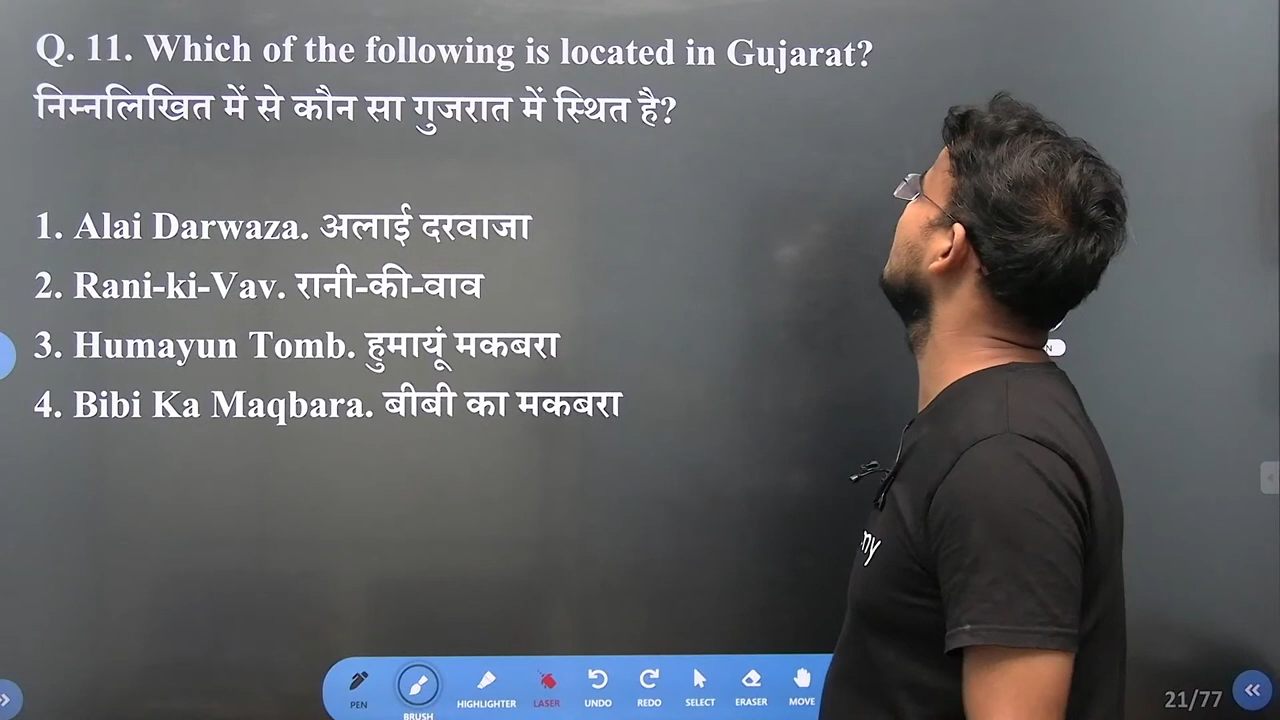 Q. 11. Which of the following is located in Gujarat?
निम्नलिखित में से कौन सा गुजरात में स्थित है?
1. Alai Darwaza. अलाई दरवाजा
2. Rani-ki-Vav. रानी-की-वाव
3. Humayun Tomb. हुमायूं मकबरा
4. Bibi Ka Maqbara. बीबी का मकबरा
PEN BRUSH HIGHLIGHTER LASER UNDO REDO SELECT ERASER MOVE
21/77